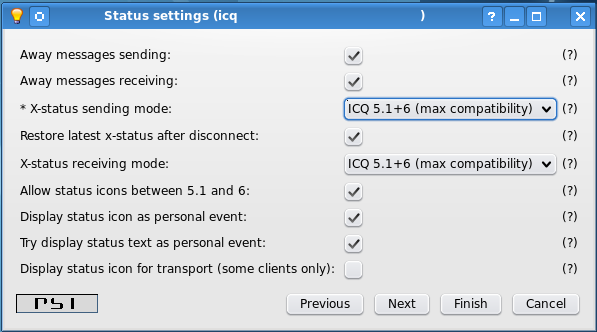 Status settings (icq )
Away messages sending: (?)
Away messages receiving: (?)
* X-status sending mode: ICQ 5.1+6 (max compatibility) (?)
Restore latest x-status after disconnect: (?)
X-status receiving mode: ICQ 5.1+6 (max compatibility) (?)
Allow status icons between 5.1 and 6: (?)
Display status icon as personal event: (?)
Try display status text as personal event: (?)
Display status icon for transport (some clients only): (?)
PSI Previous Next Finish Cancel